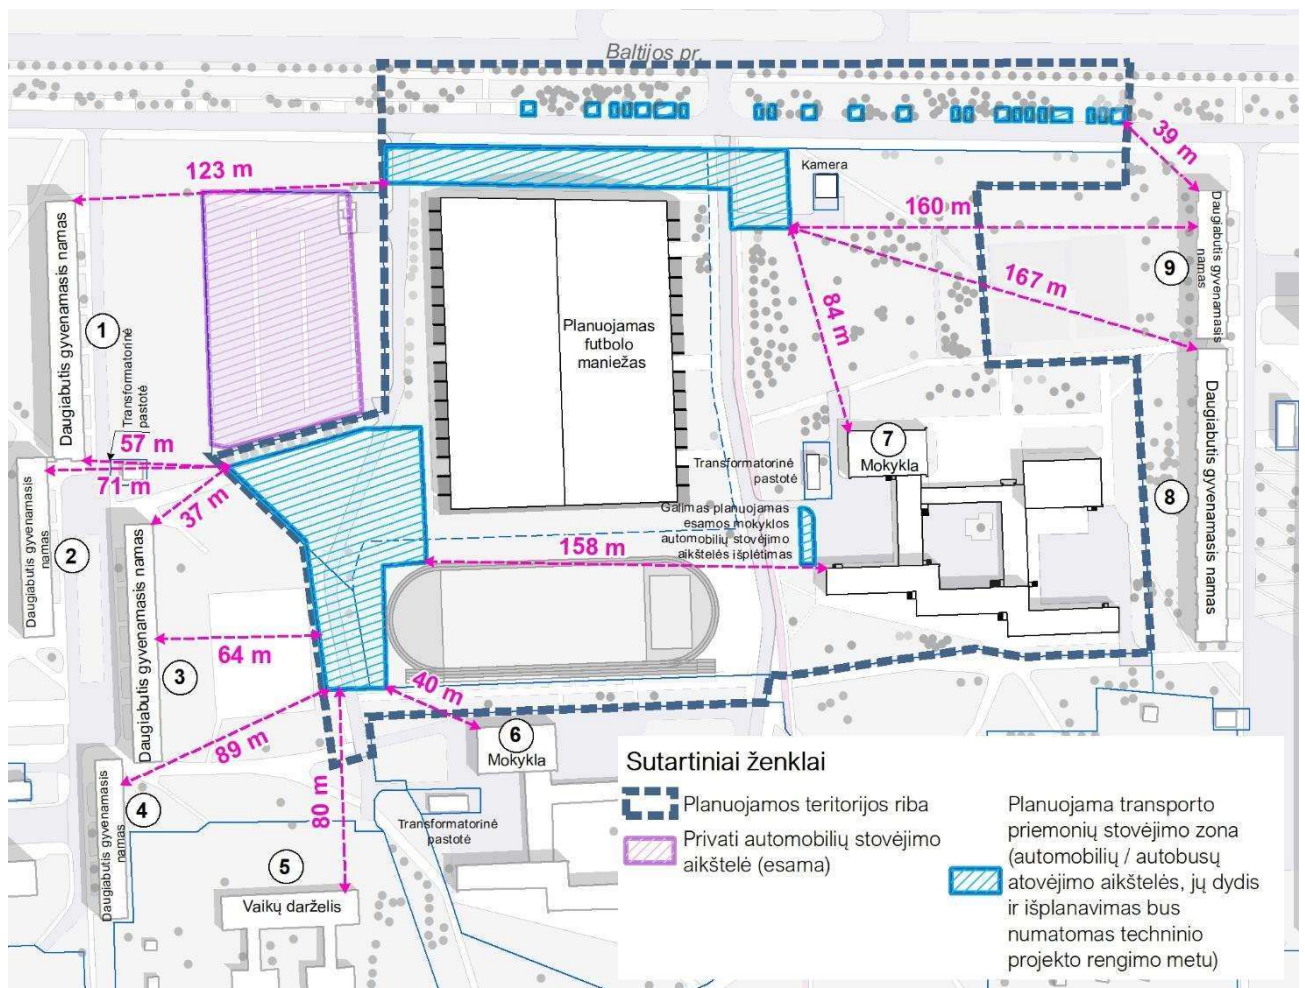 Baltijos pr.
39 m
123 m
Kamera
160 m
Daugiabutis gyvenamasis
namas
9
167 m
84 m
Daugiabutis gyvenamasis namas
1
Transformatorinė
pastotė
Planuojamas
futbolo
maniežas
57 m
71 m
37 m
7
Mokykla
Transformatorinė
pastotė
Daugiabutis gyvenamasis namas
8
Galimas planuojamas
esamos mokyklos
automobilių stovėjimo
aikštelės išplėtimas
158 m
Daugiabutis gyvenamasis
namas
2
Daugiabutis gyvenamasis namas
3
64 m
40 m
89 m
80 m
6
Mokykla
Daugiabutis gyvenamasis
namas
4
Transformatorinė
pastotė
5
Vaikų darželis
Sutartiniai ženklai
Planuojamos teritorijos riba
Privati automobilių stovėjimo
aikštelė (esama)
Planuojama transporto
priemonių stovėjimo zona
(automobilių / autobusų
atovėjimo aikštelės, jų dydis
ir išplanavimas bus
numatomas techninio
projekto rengimo metu)